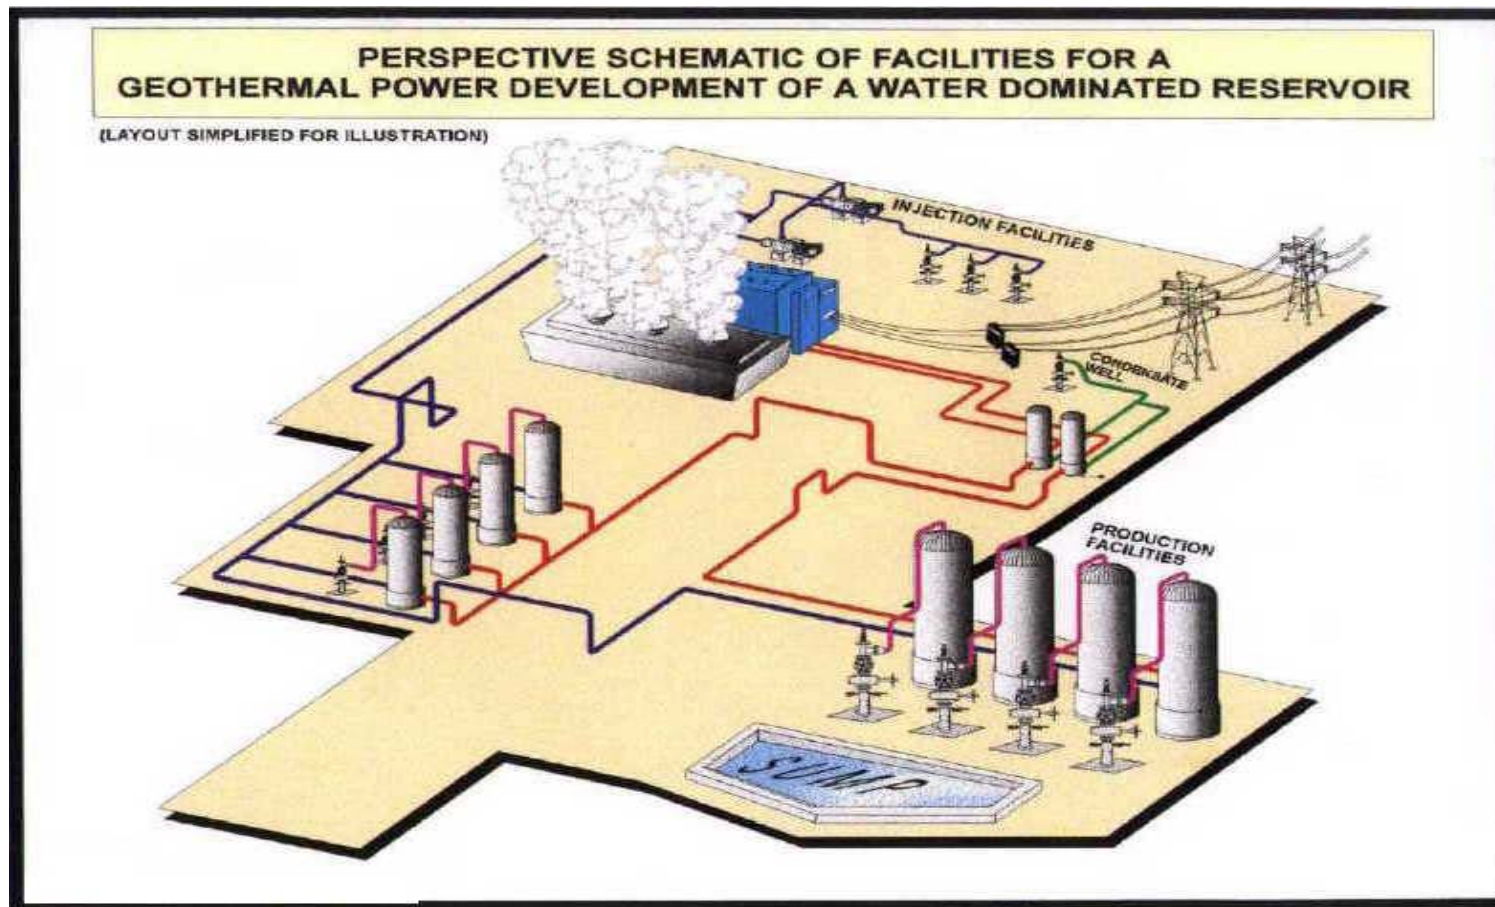 PERSPECTIVE SCHEMATIC OF FACILITIES FOR A
GEOTHERMAL POWER DEVELOPMENT OF A WATER DOMINATED RESERVOIR
(LAYOUT SIMPLIFIED FOR ILLUSTRATION)
INJECTION FACILITIES
CONDENSATE
WELL
PRODUCTION
FACILITIES
SUMP